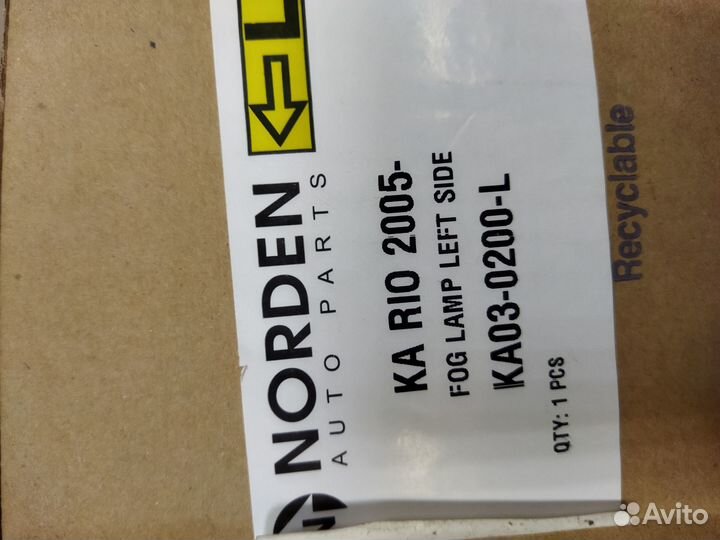 NORDEN
AUTO PARTS
L
KA RIO 2005-
FOG LAMP LEFT SIDE
KA03-0200-L
QTY: 1 PCS
Recyclable
Avito